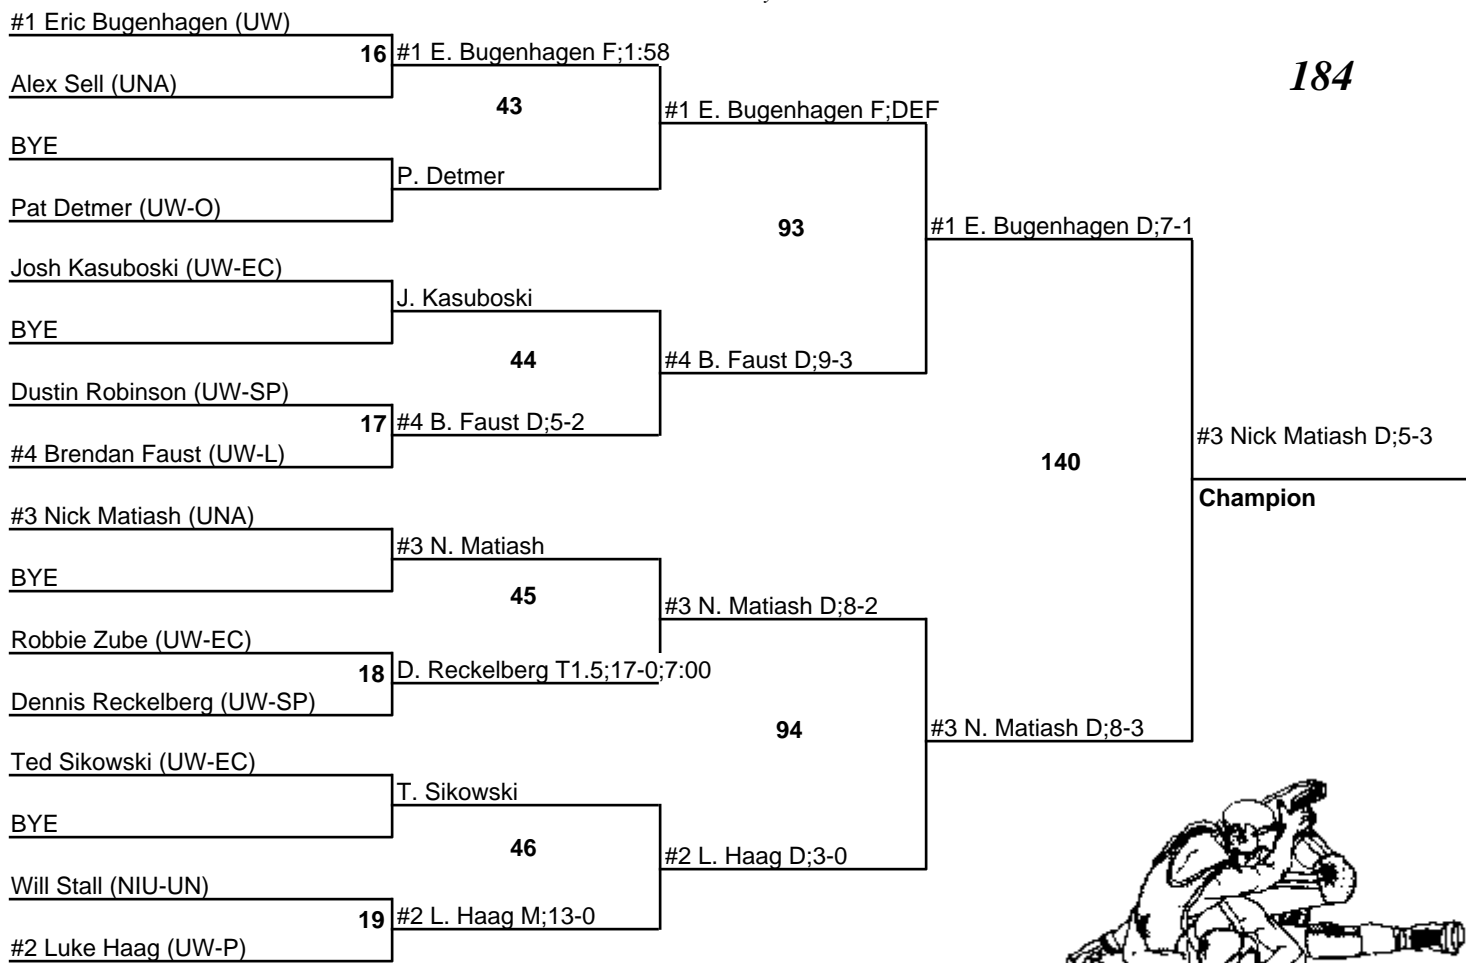 #1 Eric Bugenhagen (UW)
16
#1 E. Bugenhagen F;1:58
184
Alex Sell (UNA)
43
#1 E. Bugenhagen F;DEF
BYE
P. Detmer
Pat Detmer (UW-O)
93
#1 E. Bugenhagen D;7-1
Josh Kasuboski (UW-EC)
J. Kasuboski
BYE
44
#4 B. Faust D;9-3
Dustin Robinson (UW-SP)
17
#4 B. Faust D;5-2
#4 Brendan Faust (UW-L)
140
#3 Nick Matiash D;5-3
Champion
#3 Nick Matiash (UNA)
#3 N. Matiash
BYE
45
#3 N. Matiash D;8-2
Robbie Zube (UW-EC)
18
D. Reckelberg T1.5;17-0;7:00
Dennis Reckelberg (UW-SP)
94
#3 N. Matiash D;8-3
Ted Sikowski (UW-EC)
T. Sikowski
BYE
46
#2 L. Haag D;3-0
Will Stall (NIU-UN)
19
#2 L. Haag M;13-0
#2 Luke Haag (UW-P)